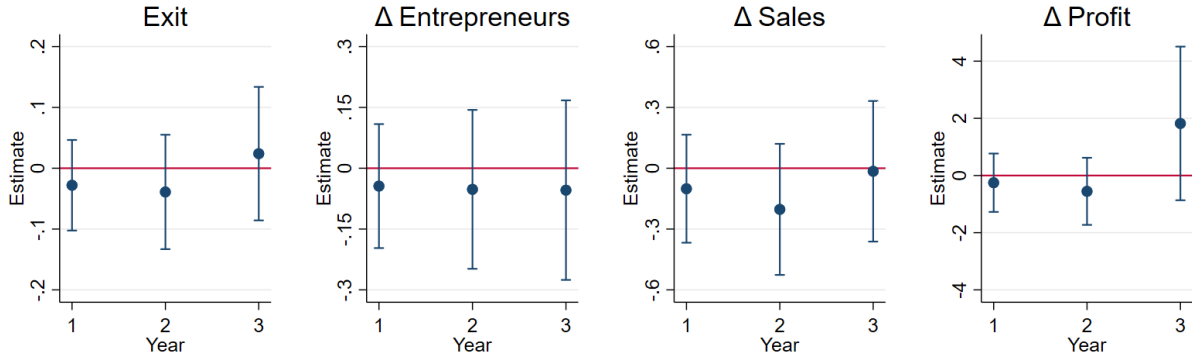 Exit
Estimate
.2
.1
0
-.1
-.2
1 2 3
Year
Δ Entrepreneurs
Estimate
.3
.15
0
-.15
-.3
1 2 3
Year
Δ Sales
Estimate
.6
.3
0
-.3
-.6
1 2 3
Year
Δ Profit
Estimate
4
2
0
-2
-4
1 2 3
Year